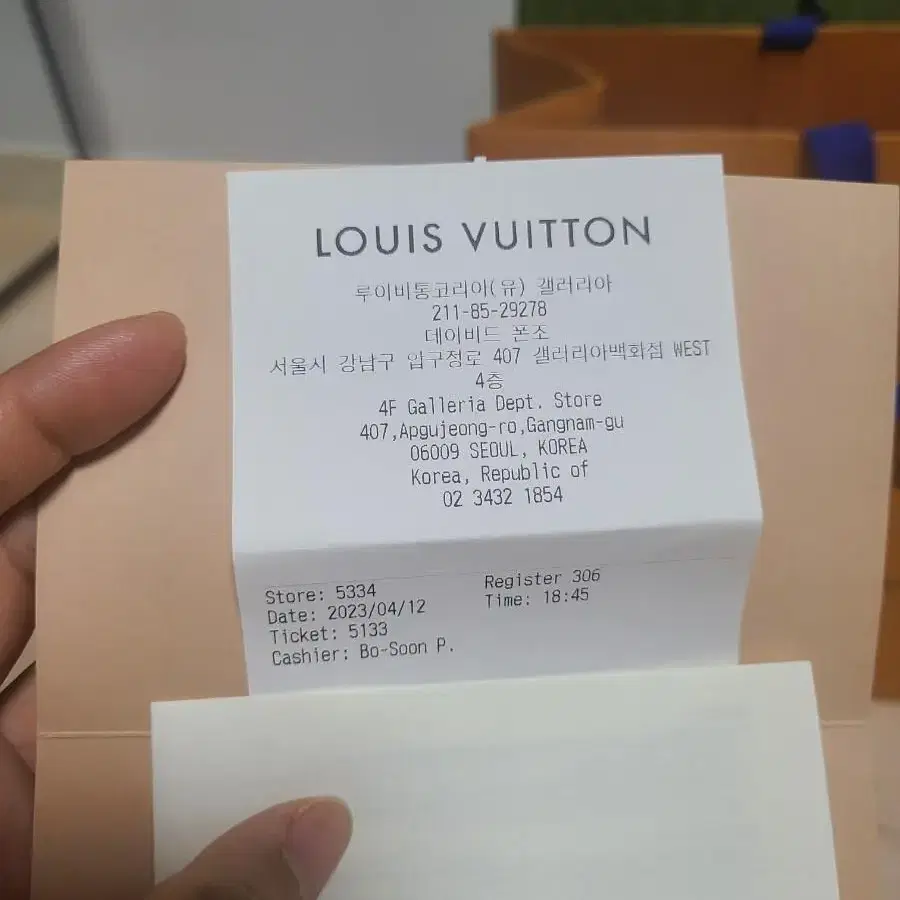 LOUIS VUITTON
루이비통코리아(유) 갤러리아
211-85-29278
데이비드 폰조
서울시 강남구 압구정로 407 갤러리아백화점 WEST
4층
4F Galleria Dept. Store
407,Apgujeong-ro,Gangnam-gu
06009 SEOUL, KOREA
Korea, Republic of
02 3432 1854
Store: 5334 Register 306
Date: 2023/04/12 Time: 18:45
Ticket: 5133
Cashier: Bo-Soon P.